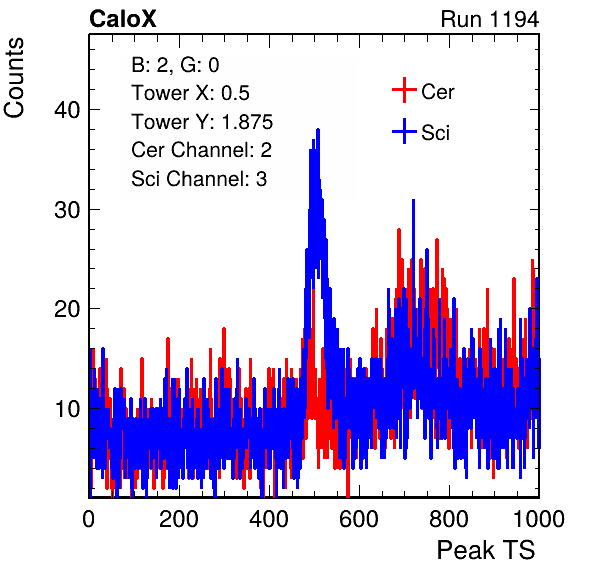 CaloX Run 1194
Counts
B: 2, G: 0
Tower X: 0.5
Tower Y: 1.875
Cer Channel: 2
Sci Channel: 3
Cer
Sci
40
30
20
10
0 200 400 600 800 1000
Peak TS